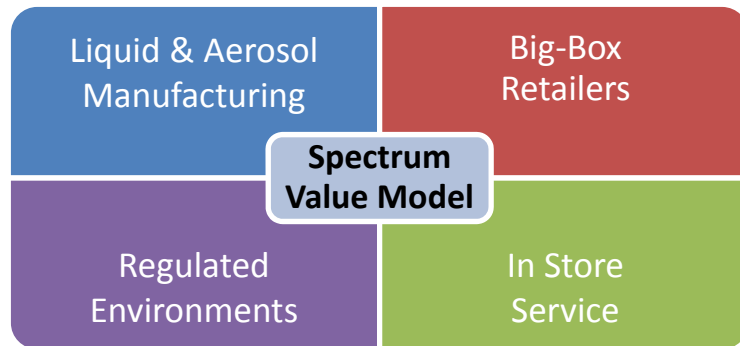 Liquid & Aerosol
Manufacturing
Big-Box
Retailers
Spectrum
Value Model
Regulated
Environments
In Store
Service